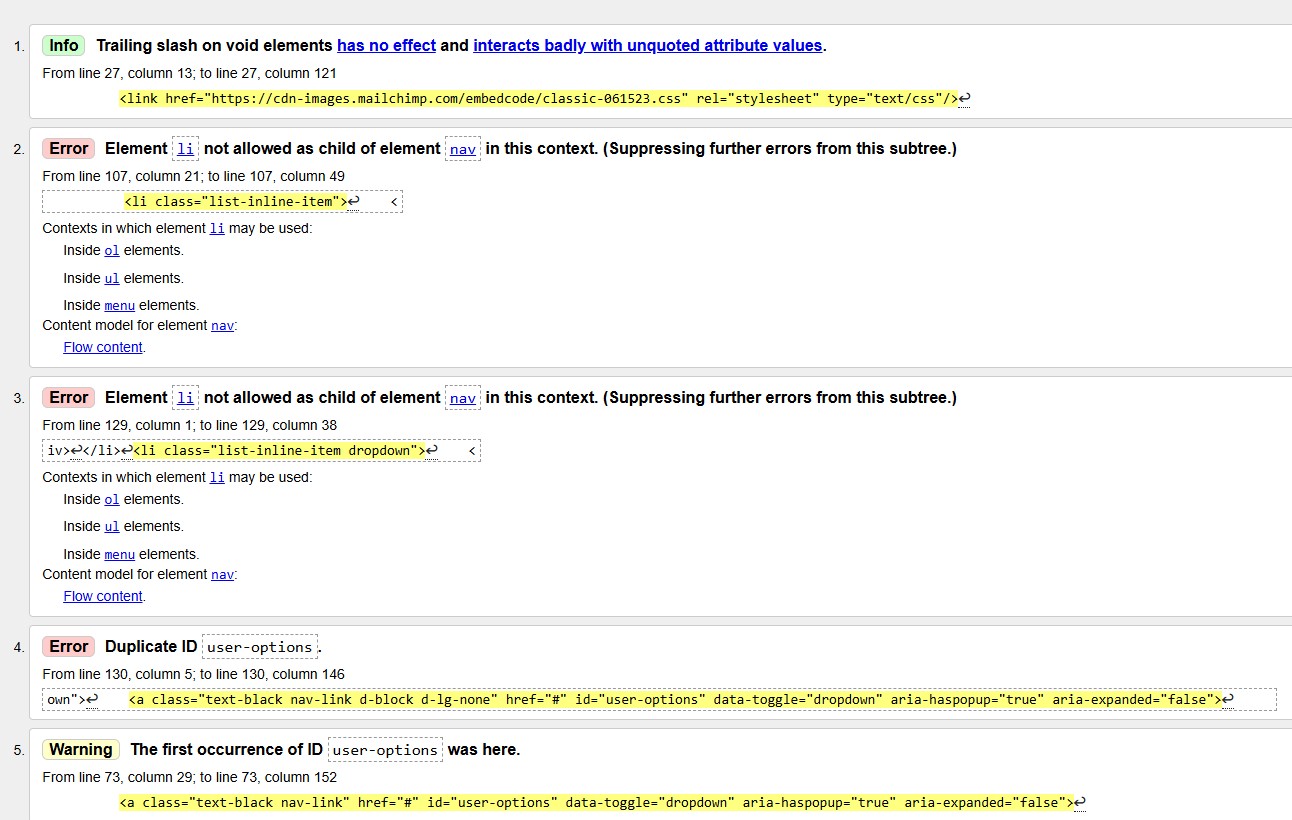 1. Info Trailing slash on void elements has no effect and interacts badly with unquoted attribute values.
From line 27, column 13; to line 27, column 121
<link href="https://cdn-images.mailchimp.com/embedcode/classic-061523.css" rel="stylesheet" type="text/css"/>↩
2. Error Element li not allowed as child of element nav in this context. (Suppressing further errors from this subtree.)
From line 107, column 21; to line 107, column 49
<li class="list-inline-item">↩ <
Contexts in which element li may be used:
Inside ol elements.
Inside ul elements.
Inside menu elements.
Content model for element nav:
Flow content.
3. Error Element li not allowed as child of element nav in this context. (Suppressing further errors from this subtree.)
From line 129, column 1; to line 129, column 38
iv>↩</li>↩<li class="list-inline-item dropdown">↩ <
Contexts in which element li may be used:
Inside ol elements.
Inside ul elements.
Inside menu elements.
Content model for element nav:
Flow content.
4. Error Duplicate ID user-options.
From line 130, column 5; to line 130, column 146
own">↩ <a class="text-black nav-link d-block d-lg-none" href="#" id="user-options" data-toggle="dropdown" aria-haspopup="true" aria-expanded="false">↩
5. Warning The first occurrence of ID user-options was here.
From line 73, column 29; to line 73, column 152
<a class="text-black nav-link" href="#" id="user-options" data-toggle="dropdown" aria-haspopup="true" aria-expanded="false">↩